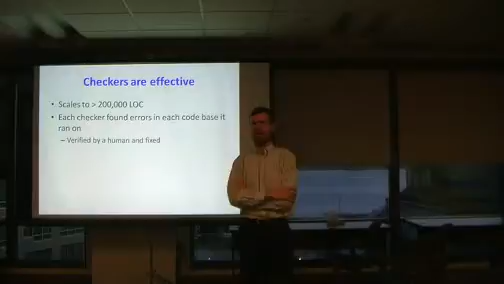 Checkers are effective
• Scales to > 200,000 LOC
• Each checker found errors in each code base it
ran on
– Verified by a human and fixed